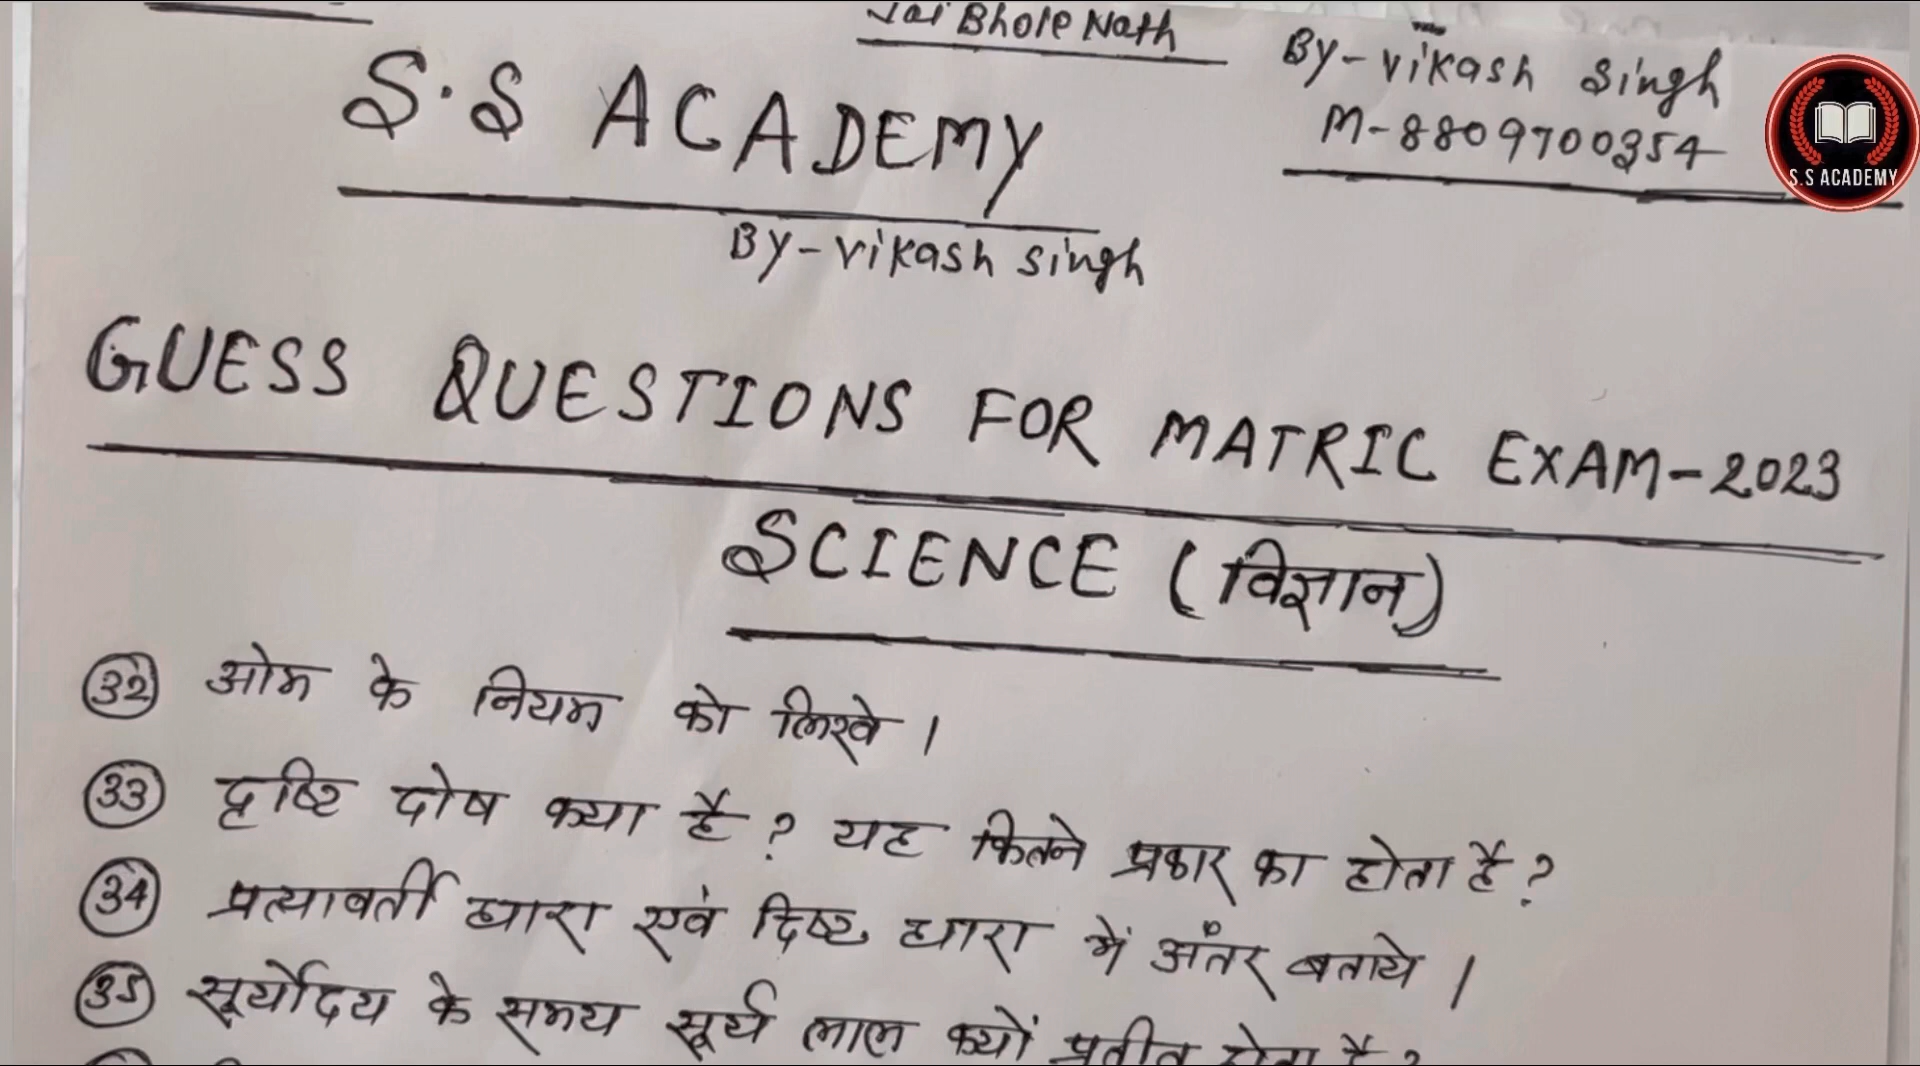 Jai Bhole Nath
By-Vikash Singh
M-8809700354
S.S ACADEMY
S.S ACADEMY
By-Vikash Singh
GUESS QUESTIONS FOR MATRIC EXAM-2023
SCIENCE (विज्ञान)
32 ओम के नियम को लिखे।
33 दृष्टि दोष क्या है? यह कितने प्रकार का होता है?
34 प्रत्यावर्ती धारा एवं दिष्ट धारा में अंतर बताये।
35 सूर्योदय के समय सूर्य लाल क्यों प्रतीत होता है?